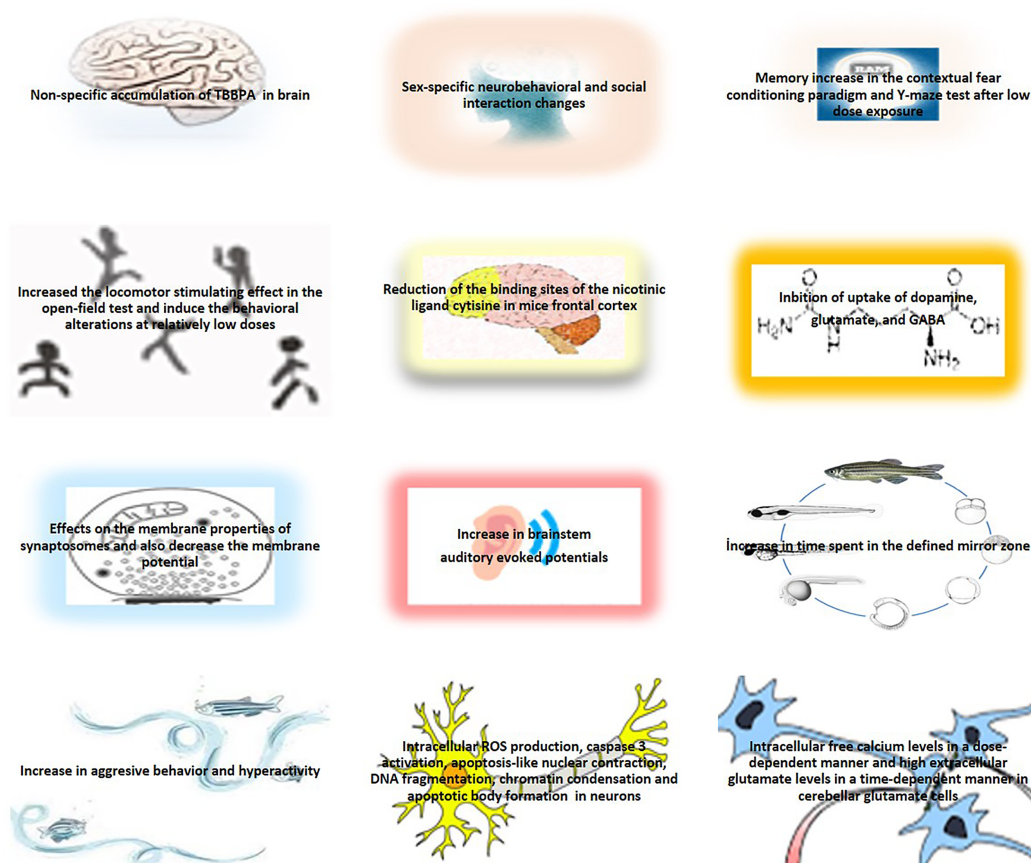 Non-specific accumulation of TBBPA in brain
Sex-specific neurobehavioral and social
interaction changes
RAM
Memory increase in the contextual fear
conditioning paradigm and Y-maze test after low
dose exposure
Increased the locomotor stimulating effect in the
open-field test and induce the behavioral
alterations at relatively low doses
Reduction of the binding sites of the nicotinic
ligand cytisine in mice frontal cortex
Inbition of uptake of dopamine,
glutamate, and GABA
O
O
H₂N
N
H
OH
NH₂
Effects on the membrane properties of
synaptosomes and also decrease the membrane
potential
Increase in brainstem
auditory evoked potentials
İncrease in time spent in the defined mirror zone
Increase in aggresive behavior and hyperactivity
Intracellular ROS production, caspase 3
activation, apoptosis-like nuclear contraction,
DNA fragmentation, chromatin condensation and
apoptotic body formation in neurons
Intracellular free calcium levels in a dose-
dependent manner and high extracellular
glutamate levels in a time-dependent manner in
cerebellar glutamate cells